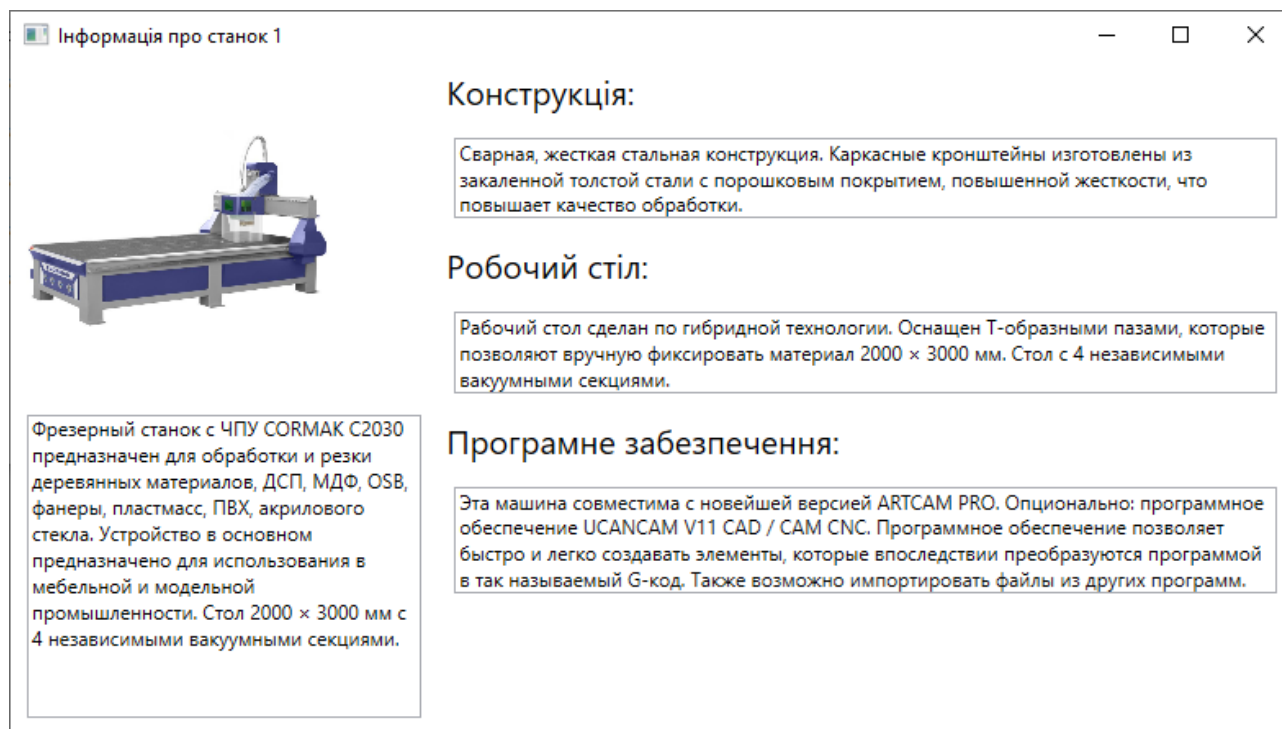 Інформація про станок 1
Фрезерный станок с ЧПУ CORMAK C2030
предназначен для обработки и резки
деревянных материалов, ДСП, МДФ, OSB,
фанеры, пластмасс, ПВХ, акрилового
стекла. Устройство в основном
предназначено для использования в
мебельной и модельной
промышленности. Стол 2000 × 3000 мм с
4 независимыми вакуумными секциями.
Конструкція:
Сварная, жесткая стальная конструкция. Каркасные кронштейны изготовлены из
закаленной толстой стали с порошковым покрытием, повышенной жесткости, что
повышает качество обработки.
Робочий стіл:
Рабочий стол сделан по гибридной технологии. Оснащен Т-образными пазами, которые
позволяют вручную фиксировать материал 2000 × 3000 мм. Стол с 4 независимыми
вакуумными секциями.
Програмне забезпечення:
Эта машина совместима с новейшей версией ARTCAM PRO. Опционально: программное
обеспечение UCANCAM V11 CAD / CAM CNC. Программное обеспечение позволяет
быстро и легко создавать элементы, которые впоследствии преобразуются программой
в так называемый G-код. Также возможно импортировать файлы из других программ.